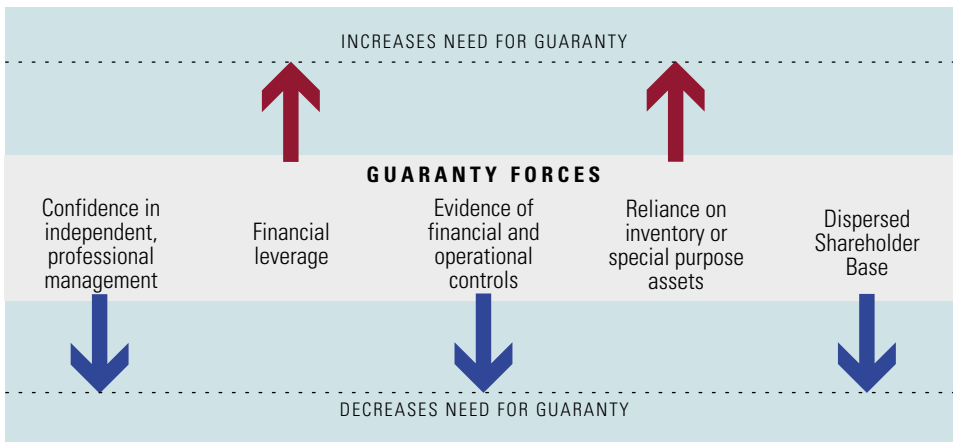 INCREASES NEED FOR GUARANTY
GUARANTY FORCES
Confidence in
independent,
professional
management
Financial
leverage
Evidence of
financial and
operational
controls
Reliance on
inventory or
special purpose
assets
Dispersed
Shareholder
Base
DECREASES NEED FOR GUARANTY